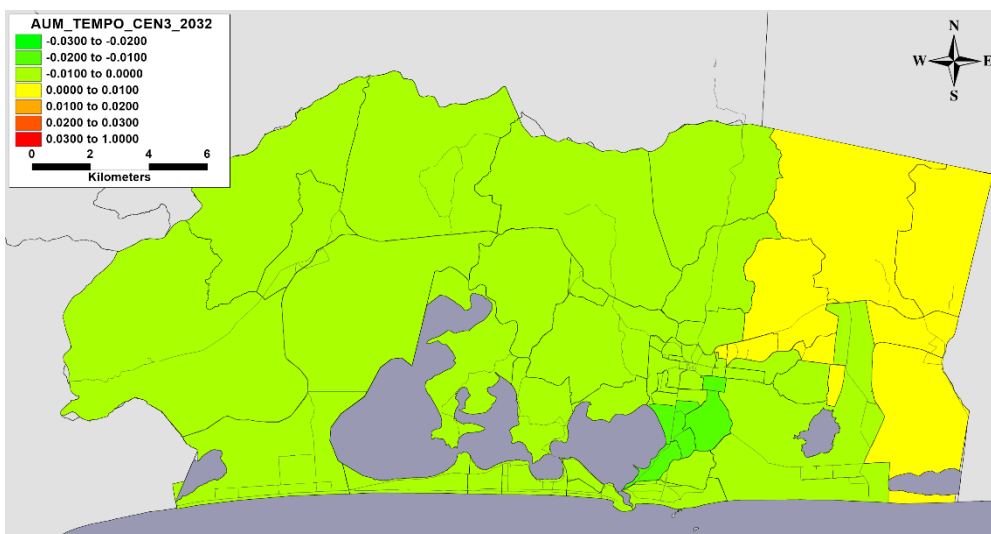 AUM_TEMPO_CEN3_2032
-0.0300 to -0.0200
-0.0200 to -0.0100
-0.0100 to 0.0000
0.0000 to 0.0100
0.0100 to 0.0200
0.0200 to 0.0300
0.0300 to 1.0000
0 2 4 6
Kilometers
N
W E
S